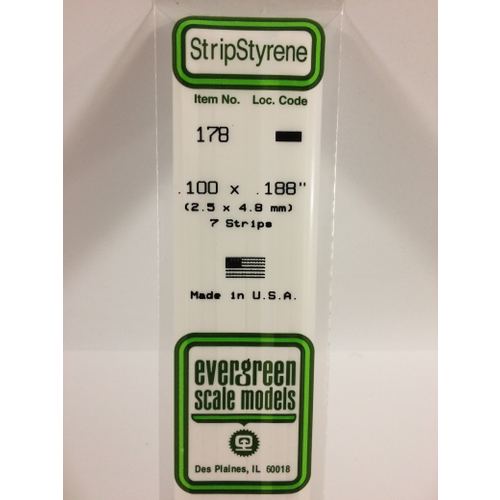 StripStyrene
Item No. Loc. Code
178
.100 x .188"
(2.5 x 4.8 mm)
7 Strips
Made in U.S.A.
evergreen
scale models
Des Plaines, IL 60018